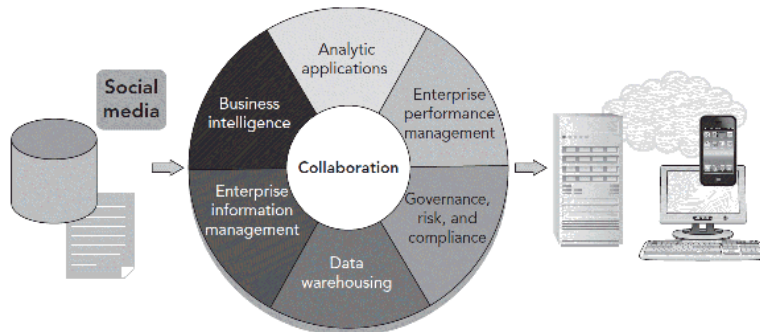 Social
media
Analytic
applications
Business
intelligence
Enterprise
performance
management
Collaboration
Enterprise
information
management
Governance,
risk, and
compliance
Data
warehousing